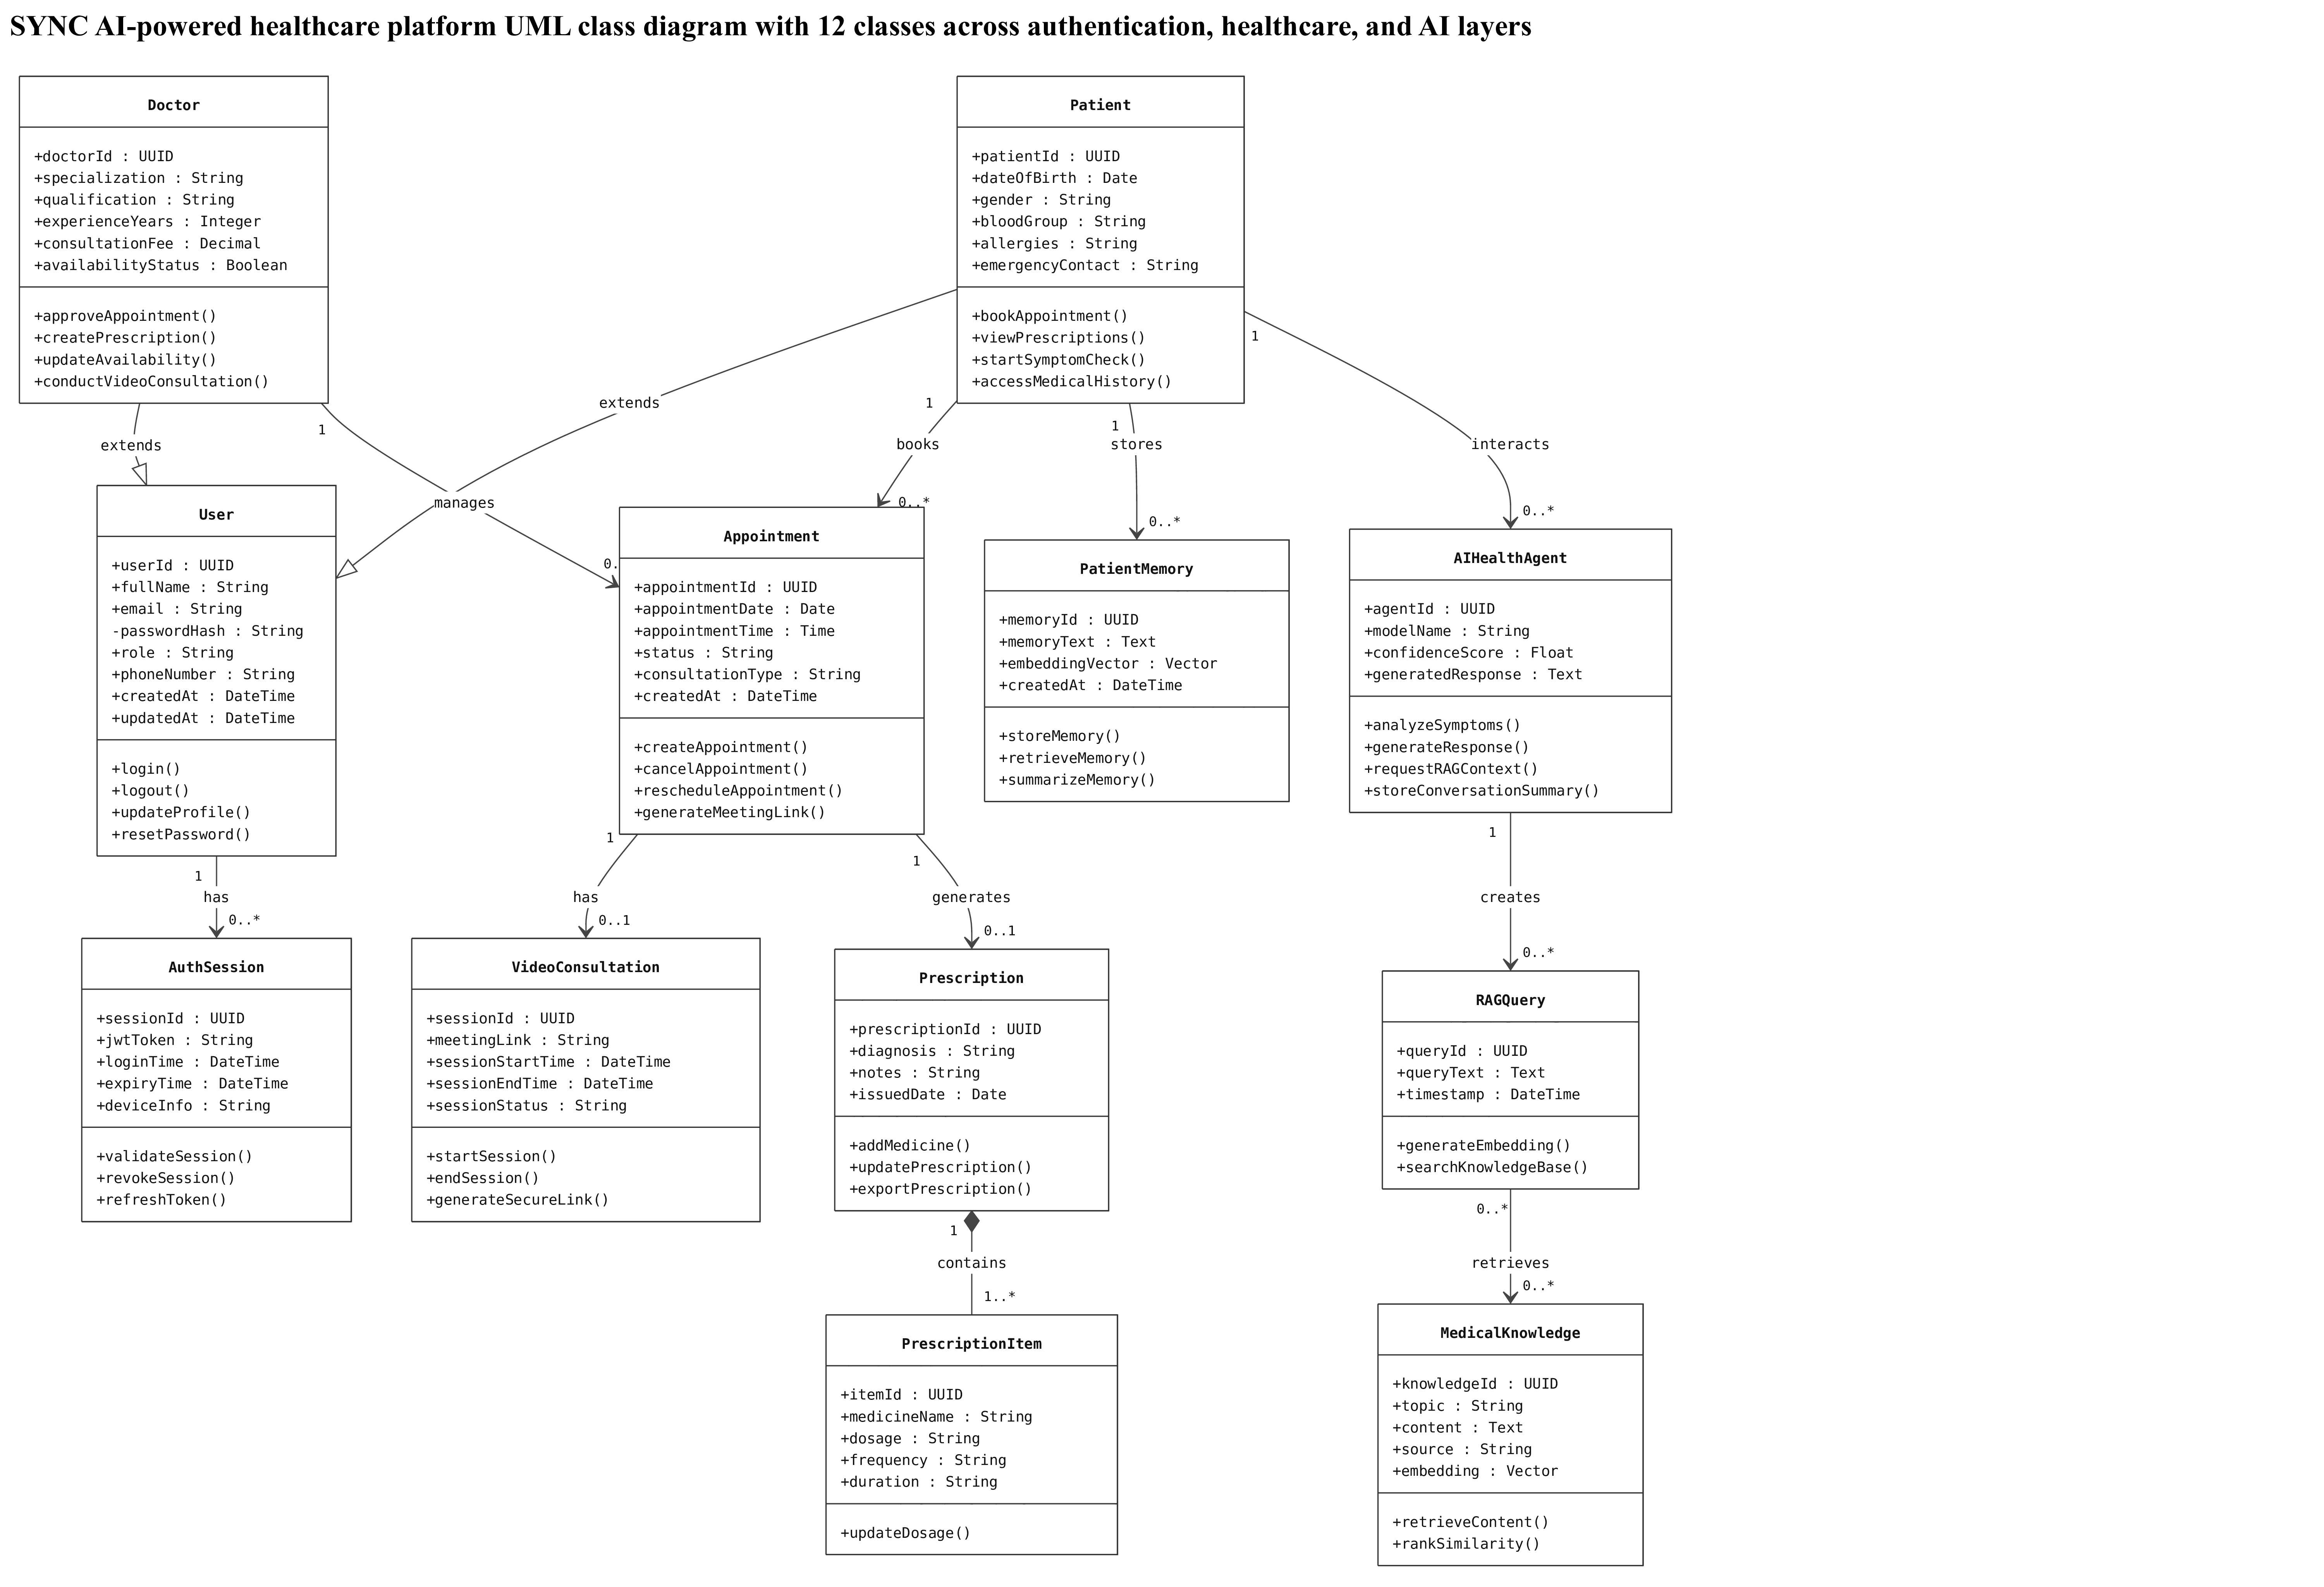 SYNC AI-powered healthcare platform UML class diagram with 12 classes across authentication, healthcare, and AI layers
Doctor
+doctorId : UUID
+specialization : String
+qualification : String
+experienceYears : Integer
+consultationFee : Decimal
+availabilityStatus : Boolean
+approveAppointment()
+createPrescription()
+updateAvailability()
+conductVideoConsultation()
Patient
+patientId : UUID
+dateOfBirth : Date
+gender : String
+bloodGroup : String
+allergies : String
+emergencyContact : String
+bookAppointment()
+viewPrescriptions()
+startSymptomCheck()
+accessMedicalHistory()
extends
1
manages
0.
extends
1
books
0..*
1
stores
0..*
1
interacts
0..*
User
+userId : UUID
+fullName : String
+email : String
-passwordHash : String
+role : String
+phoneNumber : String
+createdAt : DateTime
+updatedAt : DateTime
+login()
+logout()
+updateProfile()
+resetPassword()
Appointment
+appointmentId : UUID
+appointmentDate : Date
+appointmentTime : Time
+status : String
+consultationType : String
+createdAt : DateTime
+createAppointment()
+cancelAppointment()
+rescheduleAppointment()
+generateMeetingLink()
PatientMemory
+memoryId : UUID
+memoryText : Text
+embeddingVector : Vector
+createdAt : DateTime
+storeMemory()
+retrieveMemory()
+summarizeMemory()
AIHealthAgent
+agentId : UUID
+modelName : String
+confidenceScore : Float
+generatedResponse : Text
+analyzeSymptoms()
+generateResponse()
+requestRAGContext()
+storeConversationSummary()
1
has
0..*
1
has
0..1
1
generates
0..1
1
creates
0..*
AuthSession
+sessionId : UUID
+jwtToken : String
+loginTime : DateTime
+expiryTime : DateTime
+deviceInfo : String
+validateSession()
+revokeSession()
+refreshToken()
VideoConsultation
+sessionId : UUID
+meetingLink : String
+sessionStartTime : DateTime
+sessionEndTime : DateTime
+sessionStatus : String
+startSession()
+endSession()
+generateSecureLink()
Prescription
+prescriptionId : UUID
+diagnosis : String
+notes : String
+issuedDate : Date
+addMedicine()
+updatePrescription()
+exportPrescription()
RAGQuery
+queryId : UUID
+queryText : Text
+timestamp : DateTime
+generateEmbedding()
+searchKnowledgeBase()
1
contains
1..*
0..*
retrieves
0..*
PrescriptionItem
+itemId : UUID
+medicineName : String
+dosage : String
+frequency : String
+duration : String
+updateDosage()
MedicalKnowledge
+knowledgeId : UUID
+topic : String
+content : Text
+source : String
+embedding : Vector
+retrieveContent()
+rankSimilarity()